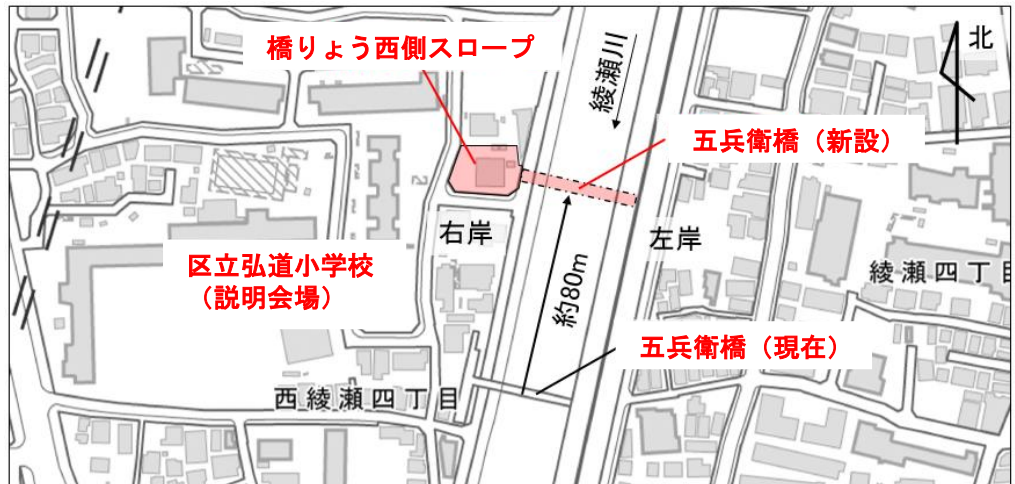 橋りょう西側スロープ
北
綾瀬川
五兵衛橋（新設）
右岸
左岸
区立弘道小学校
（説明会場）
綾瀬四丁目
約80m
五兵衛橋（現在）
西綾瀬四丁目